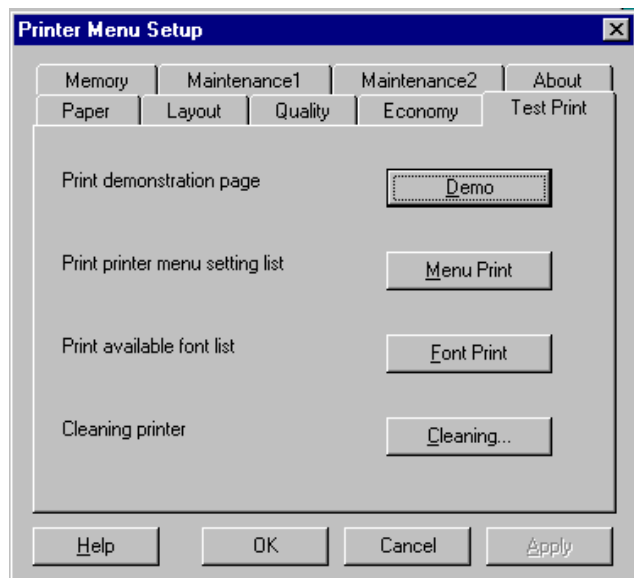 Printer Menu Setup
Memory Maintenance1 Maintenance2 About
Paper Layout Quality Economy Test Print
Print demonstration page Demo
Print printer menu setting list Menu Print
Print available font list Font Print
Cleaning printer Cleaning...
Help OK Cancel Apply